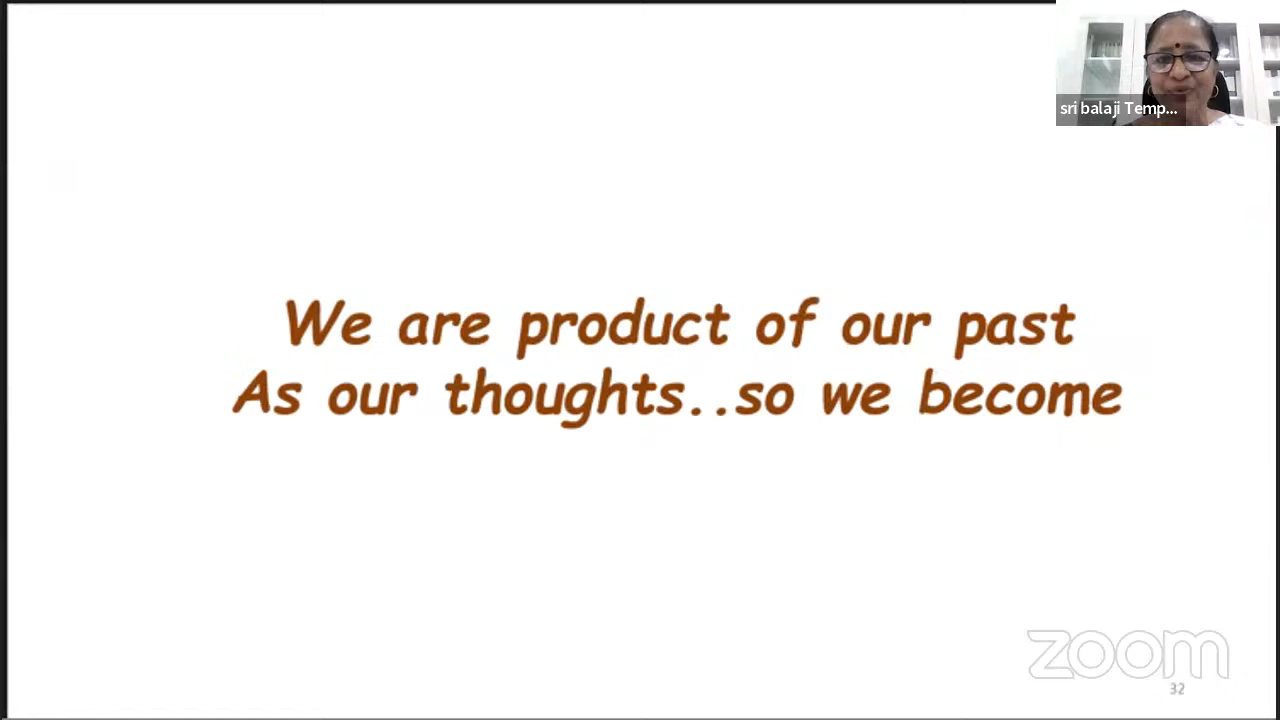 sri balaji Temp...
We are product of our past
As our thoughts..so we become
zoom
32